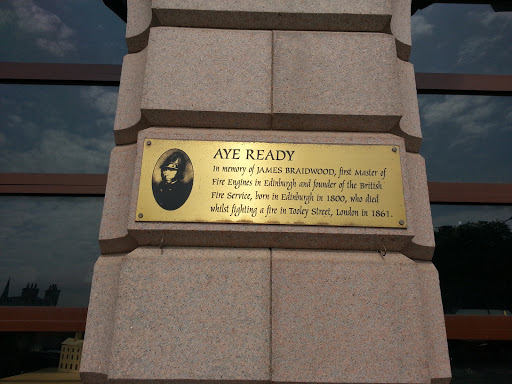 AYE READY
In memory of JAMES BRAIDWOOD, first Master of
Fire Engines in Edinburgh and founder of the British
Fire Service, born in Edinburgh in 1800, who died
whilst fighting a fire in Tooley Street, London in 1861.